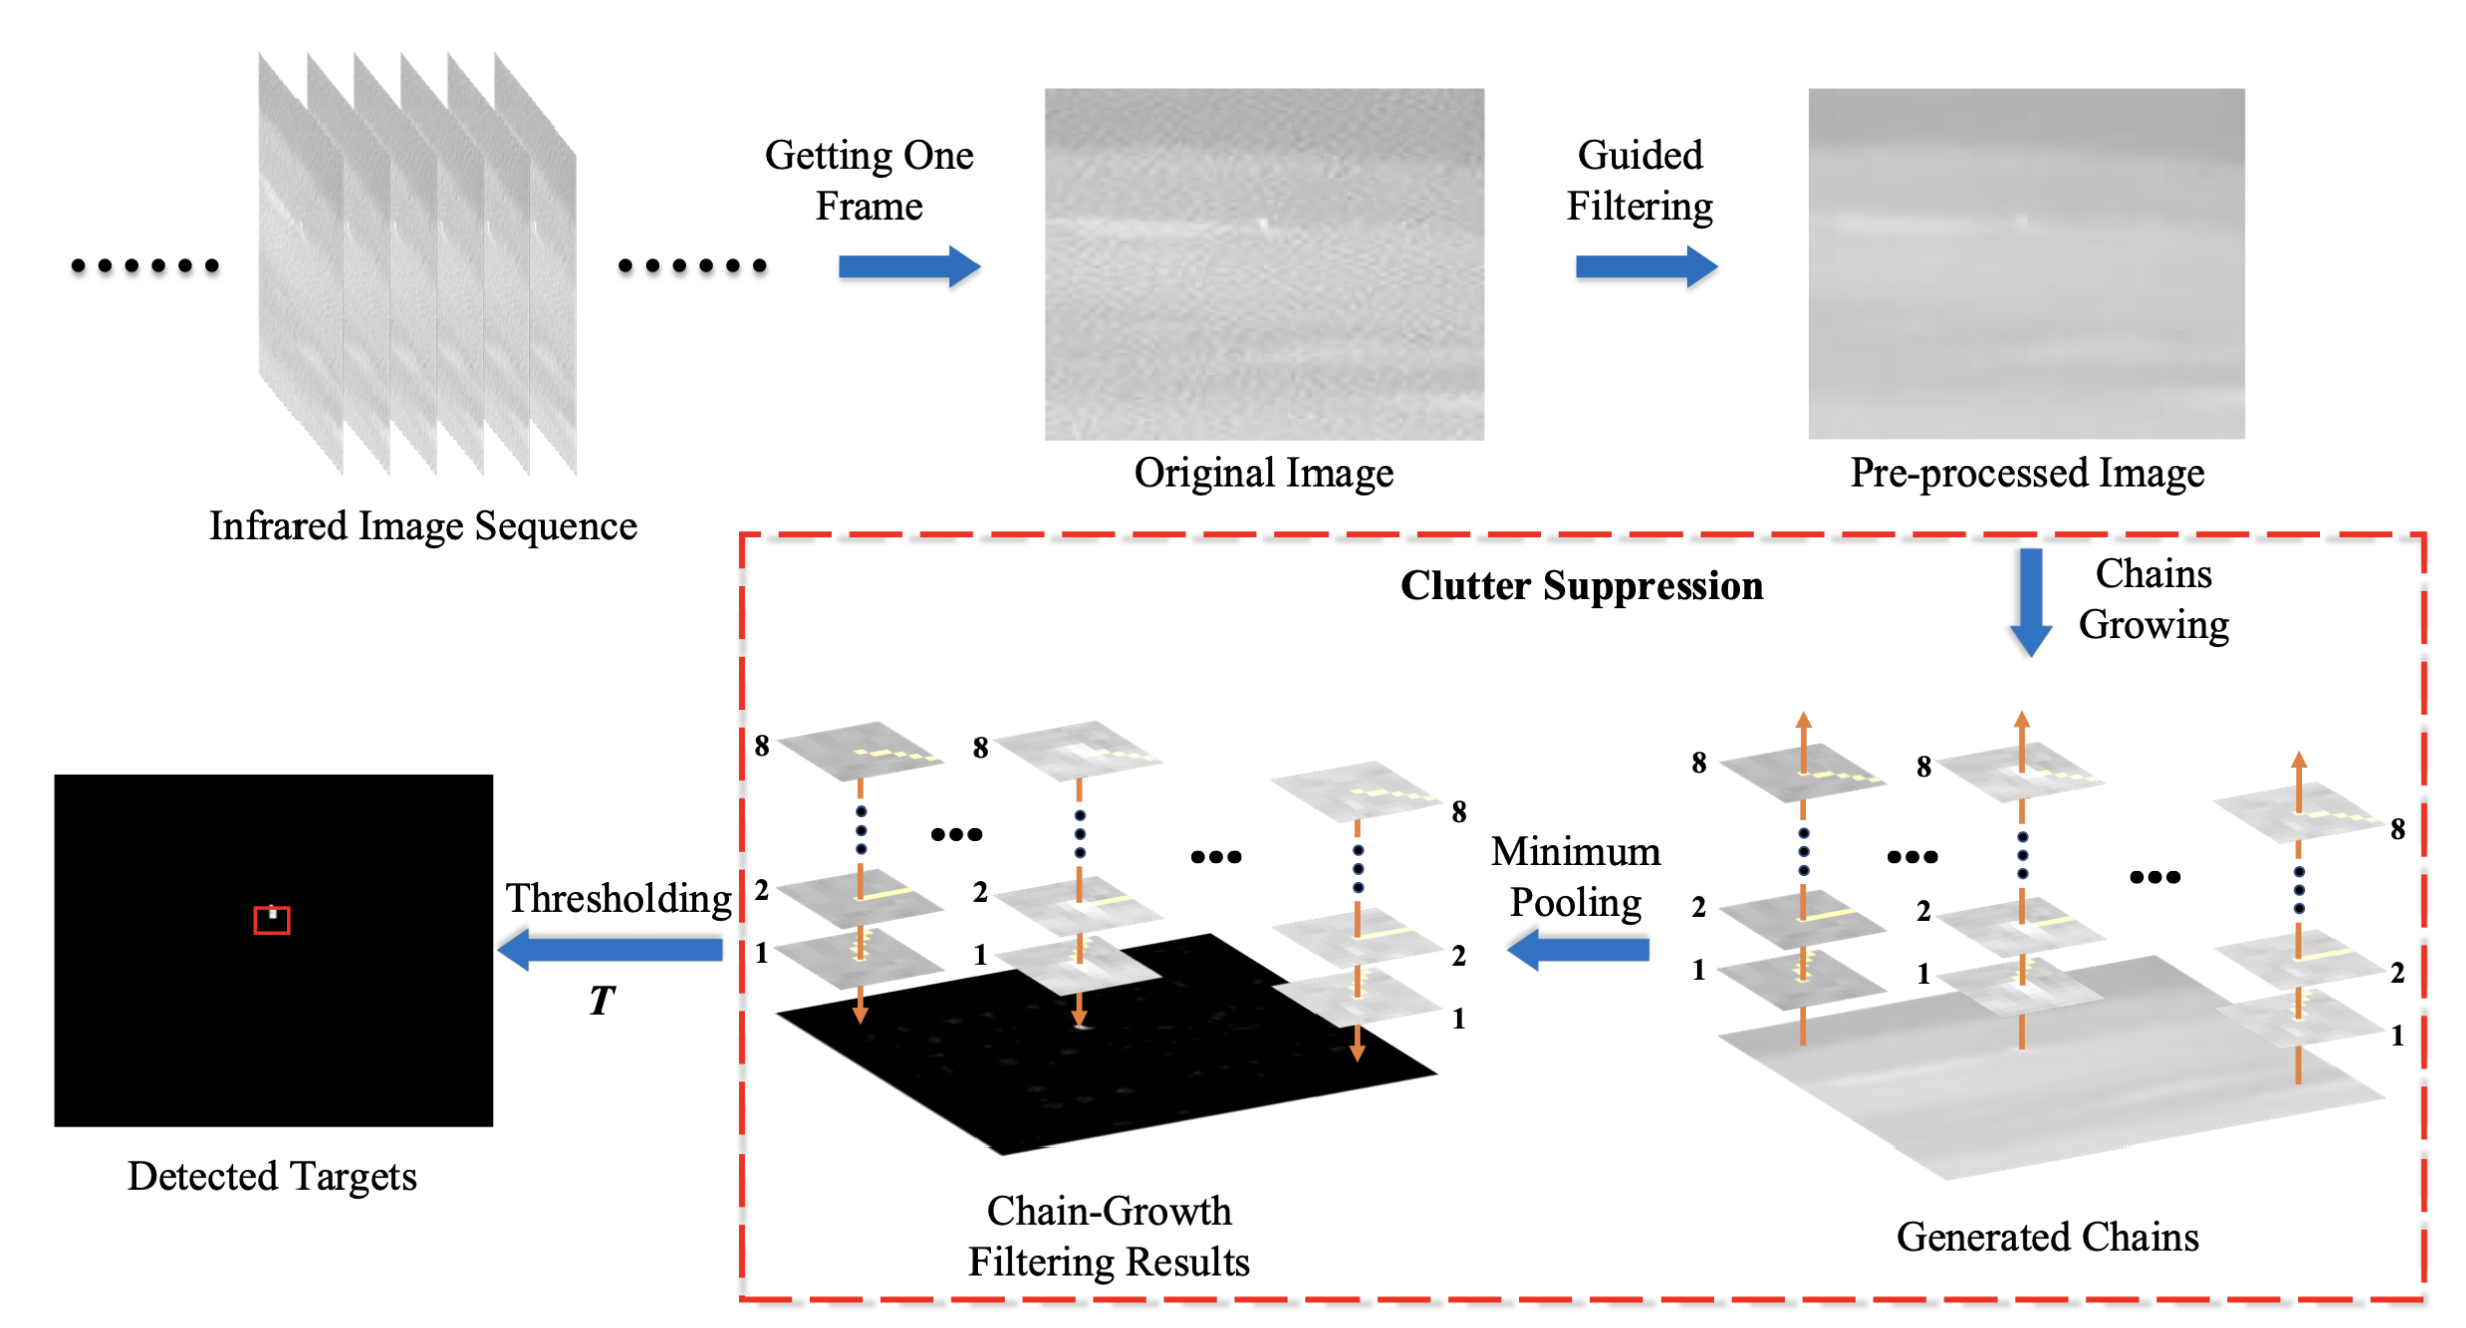 Getting One
Frame
Guided
Filtering
Infrared Image Sequence
Original Image
Pre-processed Image
Clutter Suppression
Chains
Growing
8
8
8
2
2
2
1
1
1
Generated Chains
Minimum
Pooling
8
8
8
2
2
2
1
1
1
Chain-Growth
Filtering Results
Thresholding
T
Detected Targets